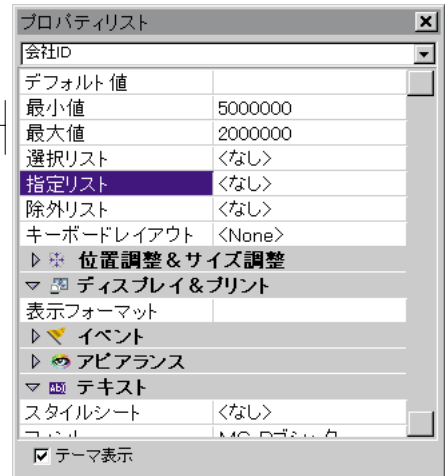 プロパティリスト
会社ID
デフォルト値
最小値 5000000
最大値 2000000
選択リスト <なし>
指定リスト <なし>
除外リスト <なし>
キーボードレイアウト <None>
位置調整&サイズ調整
ディスプレイ&プリント
表示フォーマット
イベント
アピアランス
テキスト
スタイルシート <なし>
テーマ表示